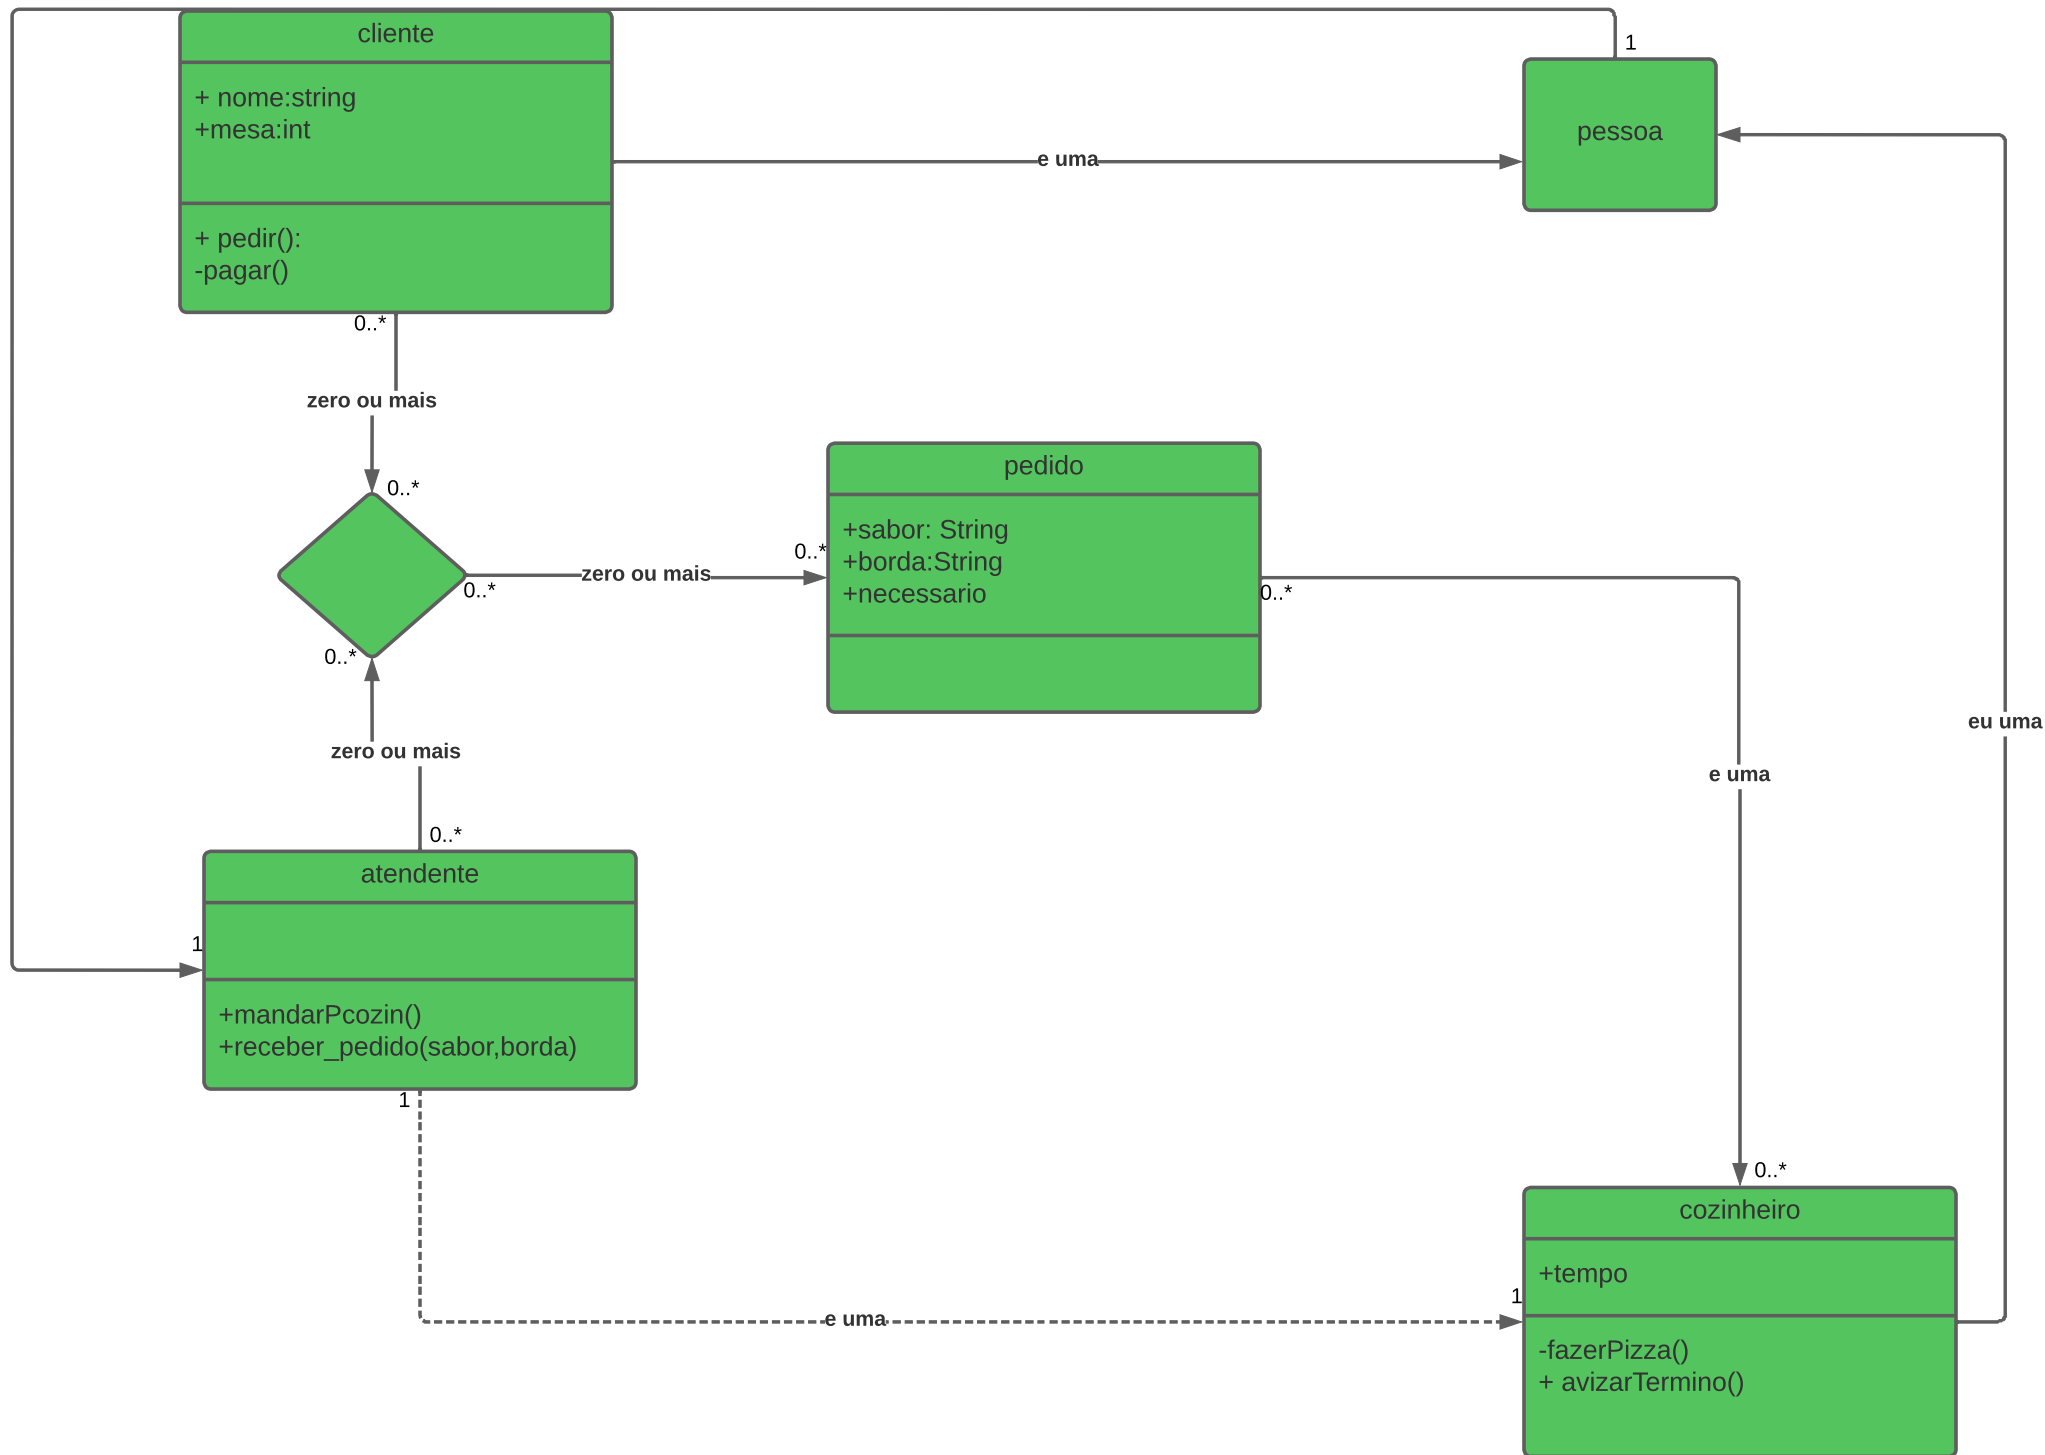 cliente
+ nome:string
+mesa:int
+ pedir():
-pagar()
0..*
1
pessoa
e uma
zero ou mais
0..*
0..*
zero ou mais
0..*
pedido
+sabor: String
+borda:String
+necessario
0..*
0..*
zero ou mais
0..*
e uma
eu uma
atendente
1
+mandarPcozin()
+receber_pedido(sabor,borda)
1
e uma
1
0..*
cozinheiro
+tempo
-fazerPizza()
+ avizarTermino()